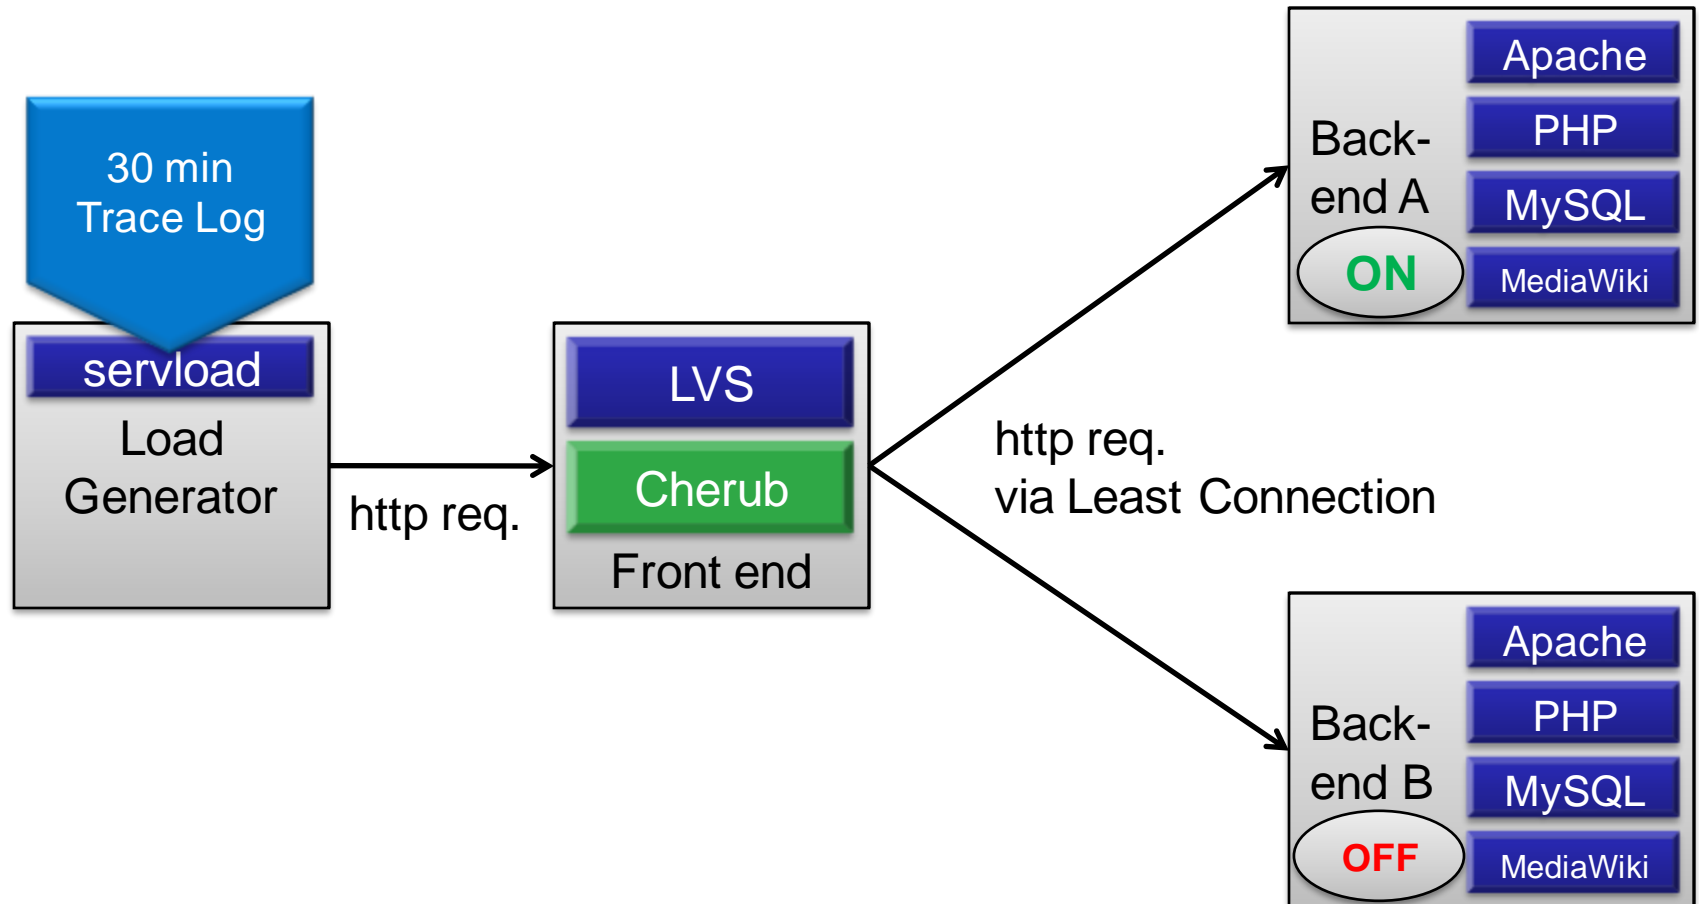 30 min
Trace Log
servload
Load
Generator
http req.
LVS
Cherub
Front end
http req.
via Least Connection
Back-
end A
ON
Apache
PHP
MySQL
MediaWiki
Back-
end B
OFF
Apache
PHP
MySQL
MediaWiki